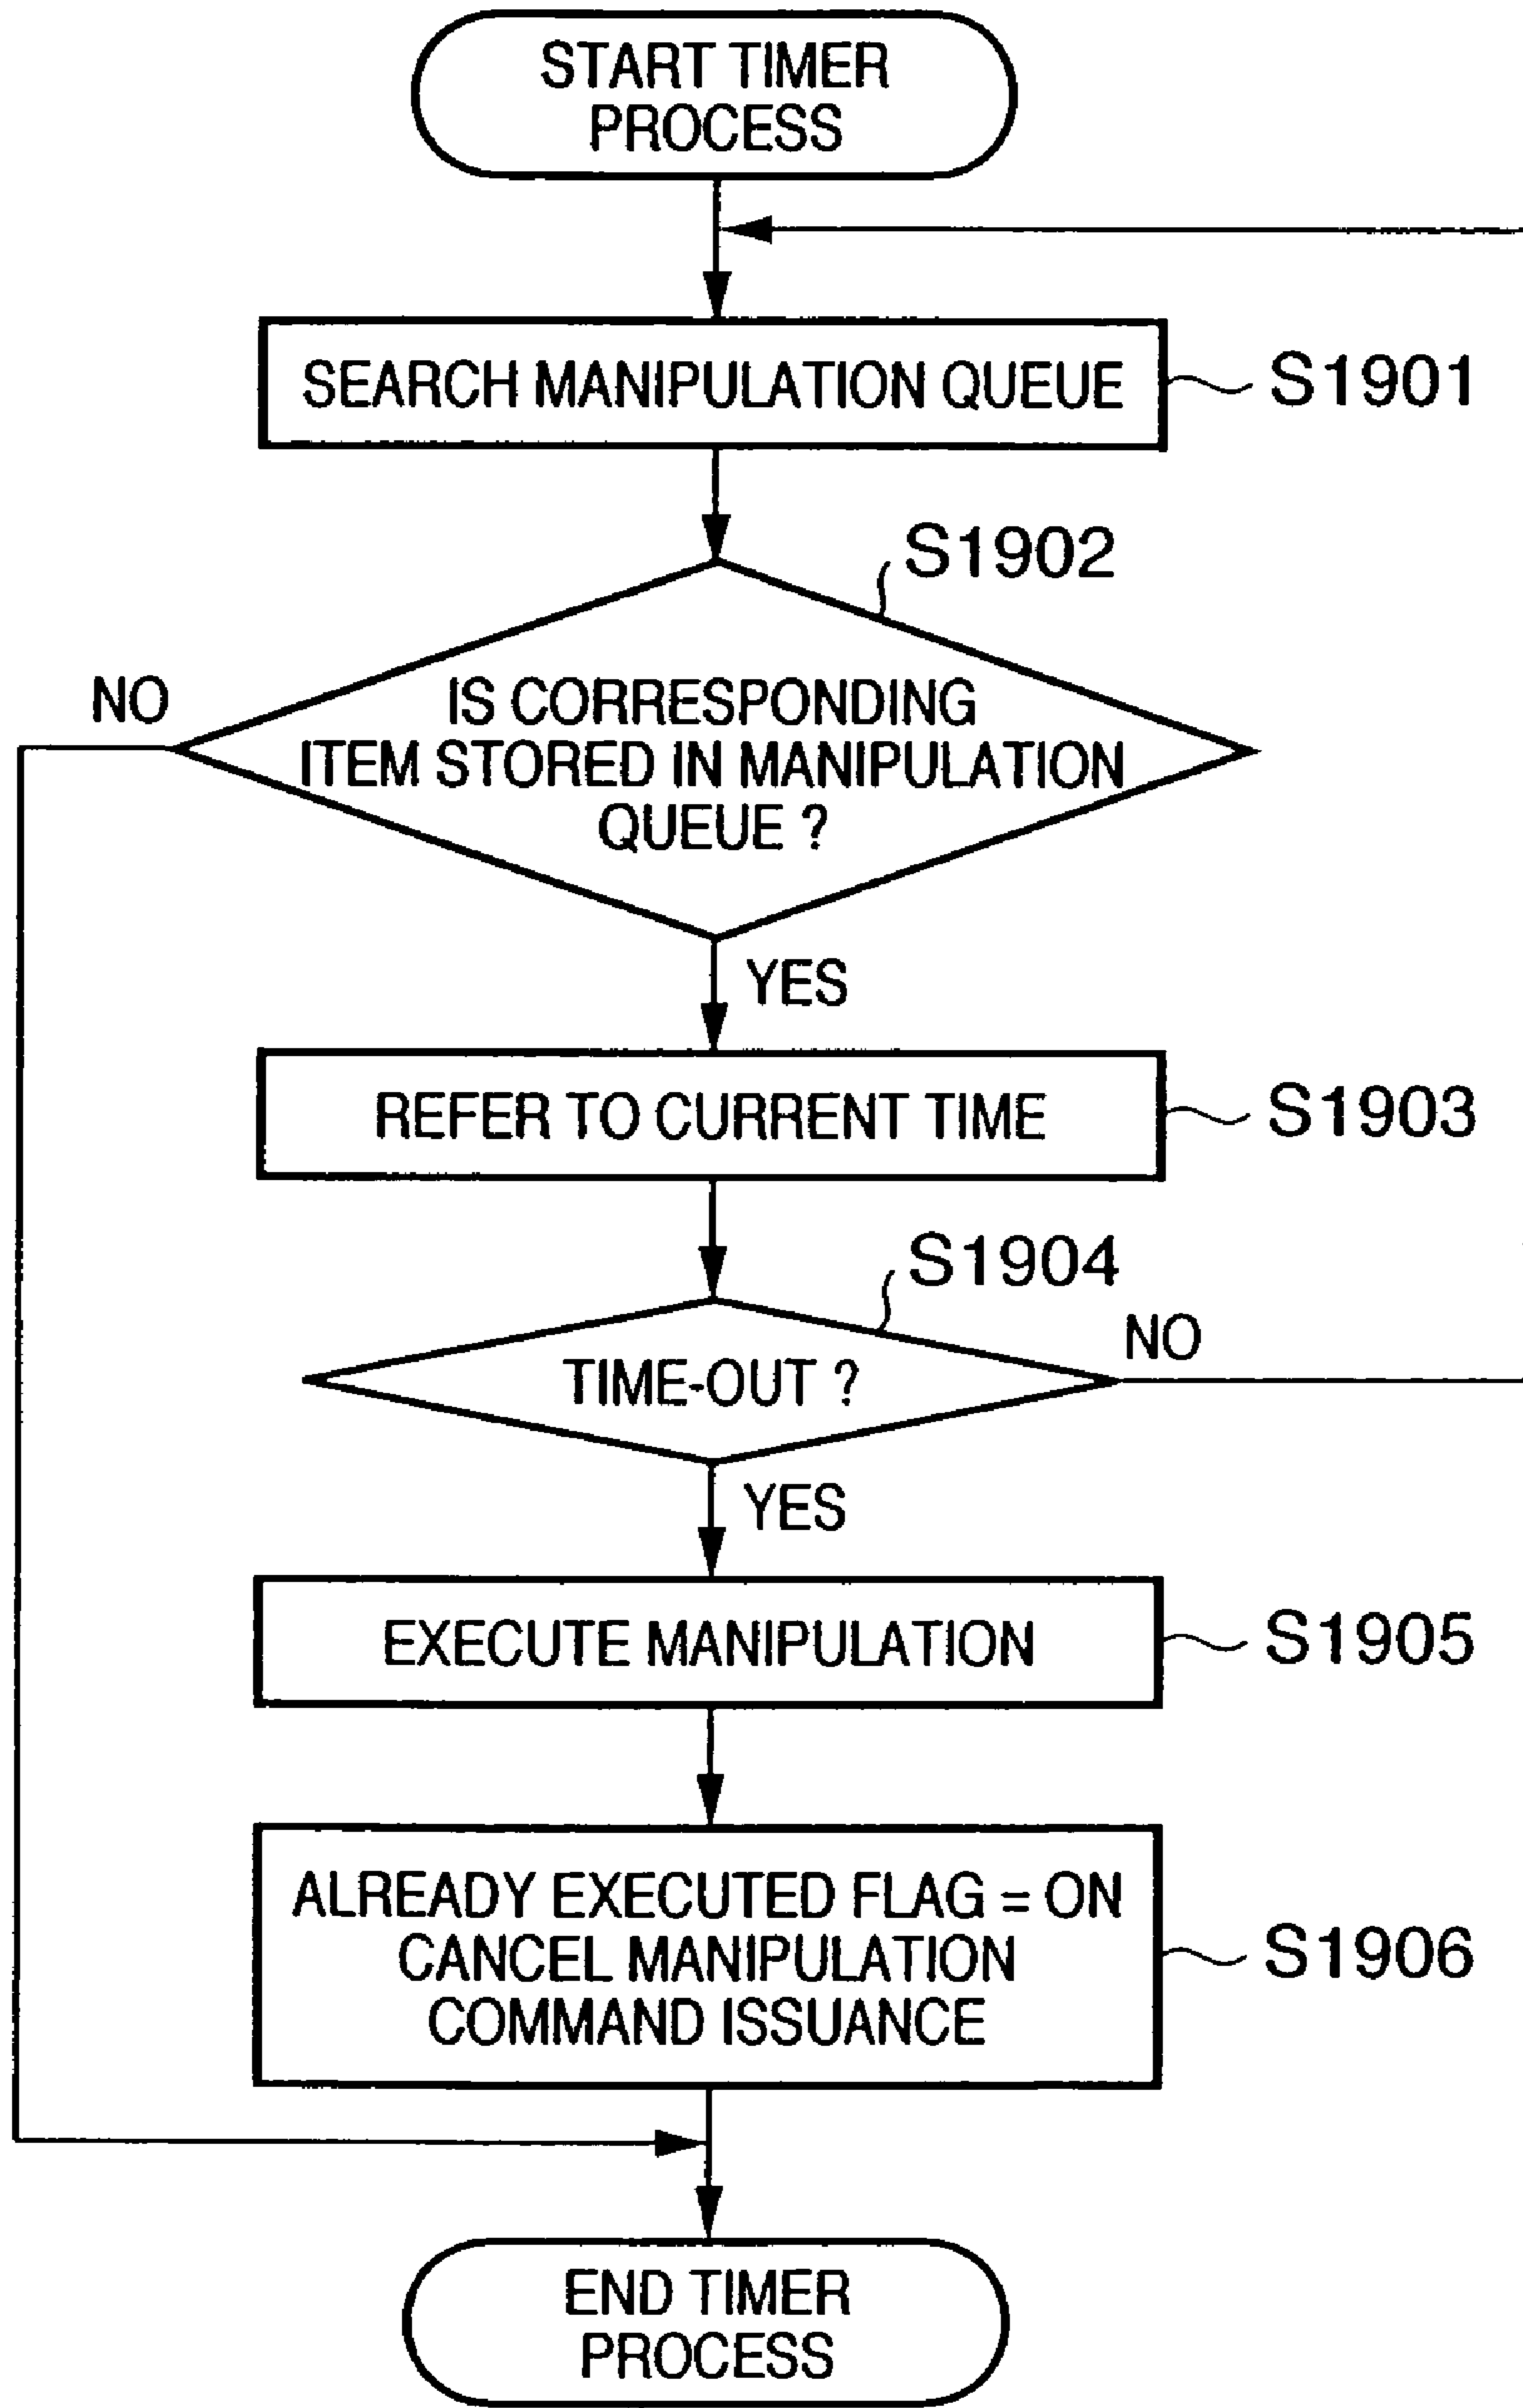 START TIMER
PROCESS
SEARCH MANIPULATION QUEUE
S1901
S1902
NO
IS CORRESPONDING
ITEM STORED IN MANIPULATION
QUEUE ?
YES
REFER TO CURRENT TIME
S1903
S1904
NO
TIME-OUT ?
YES
EXECUTE MANIPULATION
S1905
ALREADY EXECUTED FLAG = ON
CANCEL MANIPULATION
COMMAND ISSUANCE
S1906
END TIMER
PROCESS